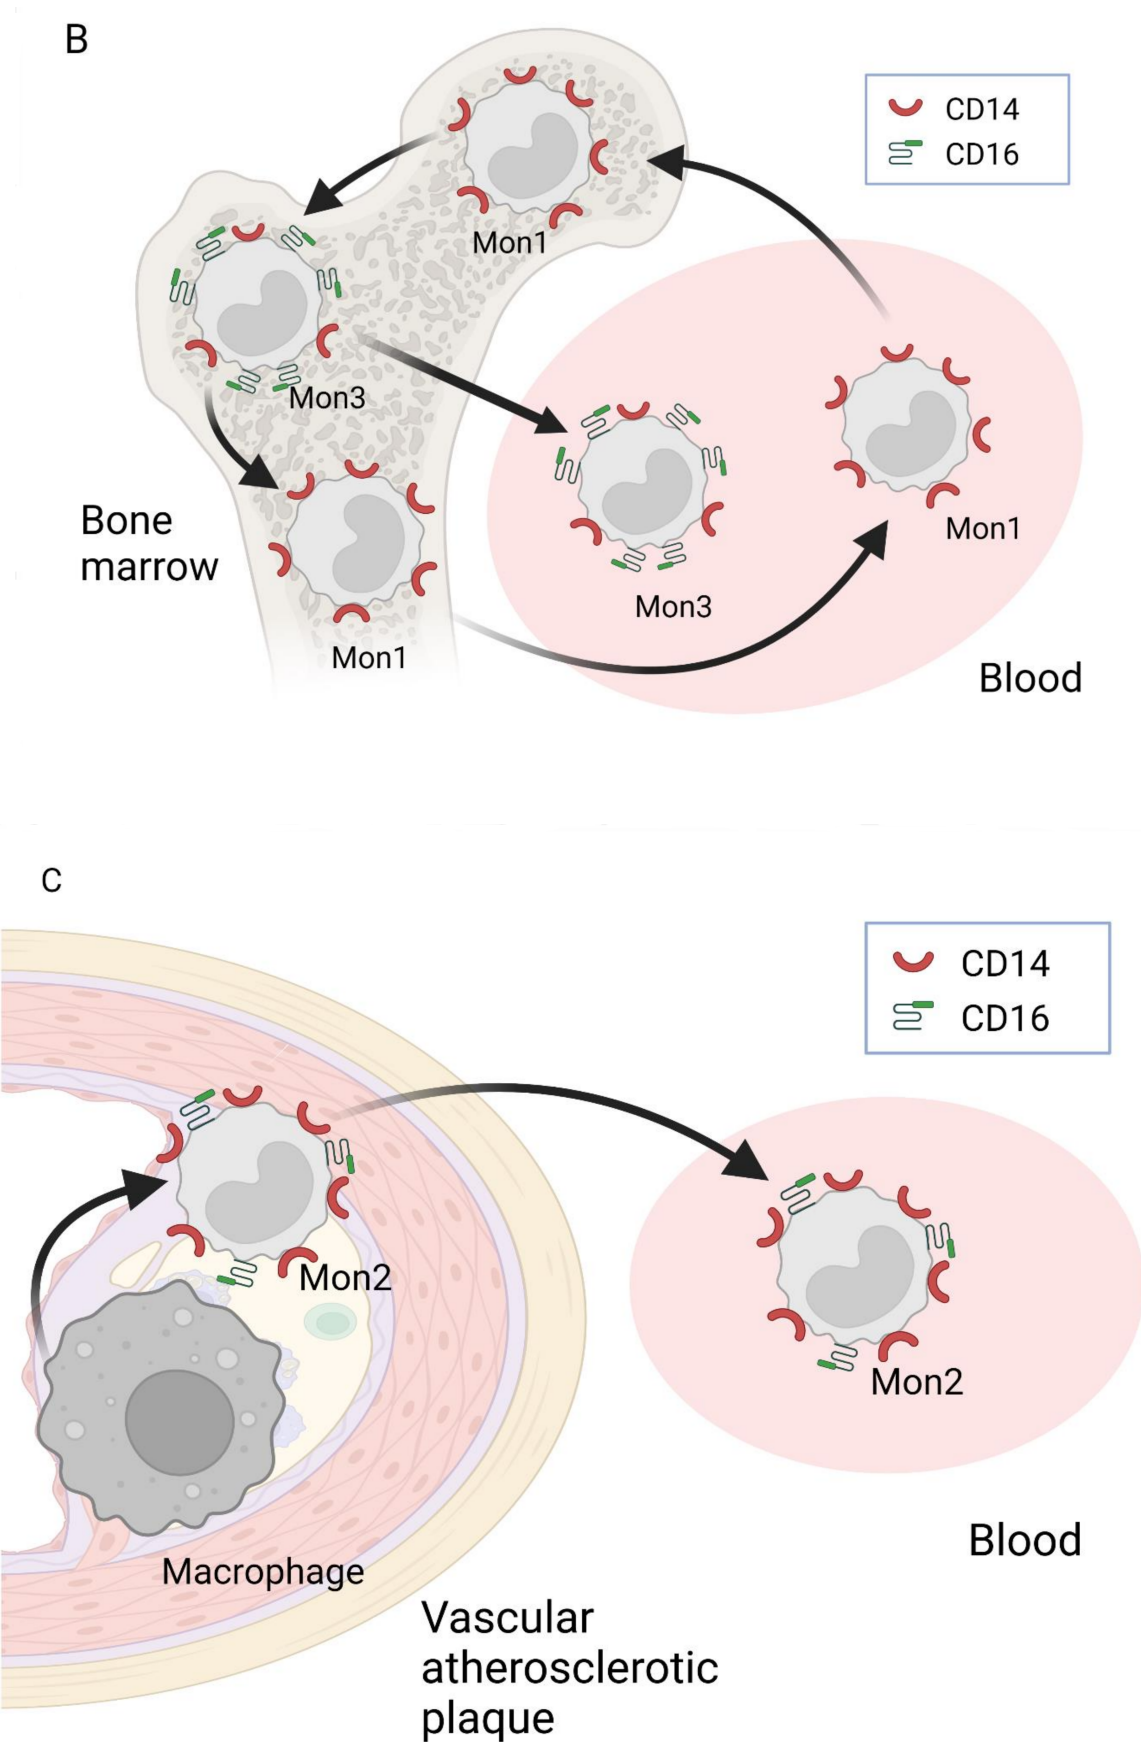 B
CD14
CD16
Mon1
Mon3
Mon1
Bone
marrow
Mon3
Mon1
Blood
C
CD14
CD16
Mon2
Mon2
Blood
Macrophage
Vascular
atherosclerotic
plaque